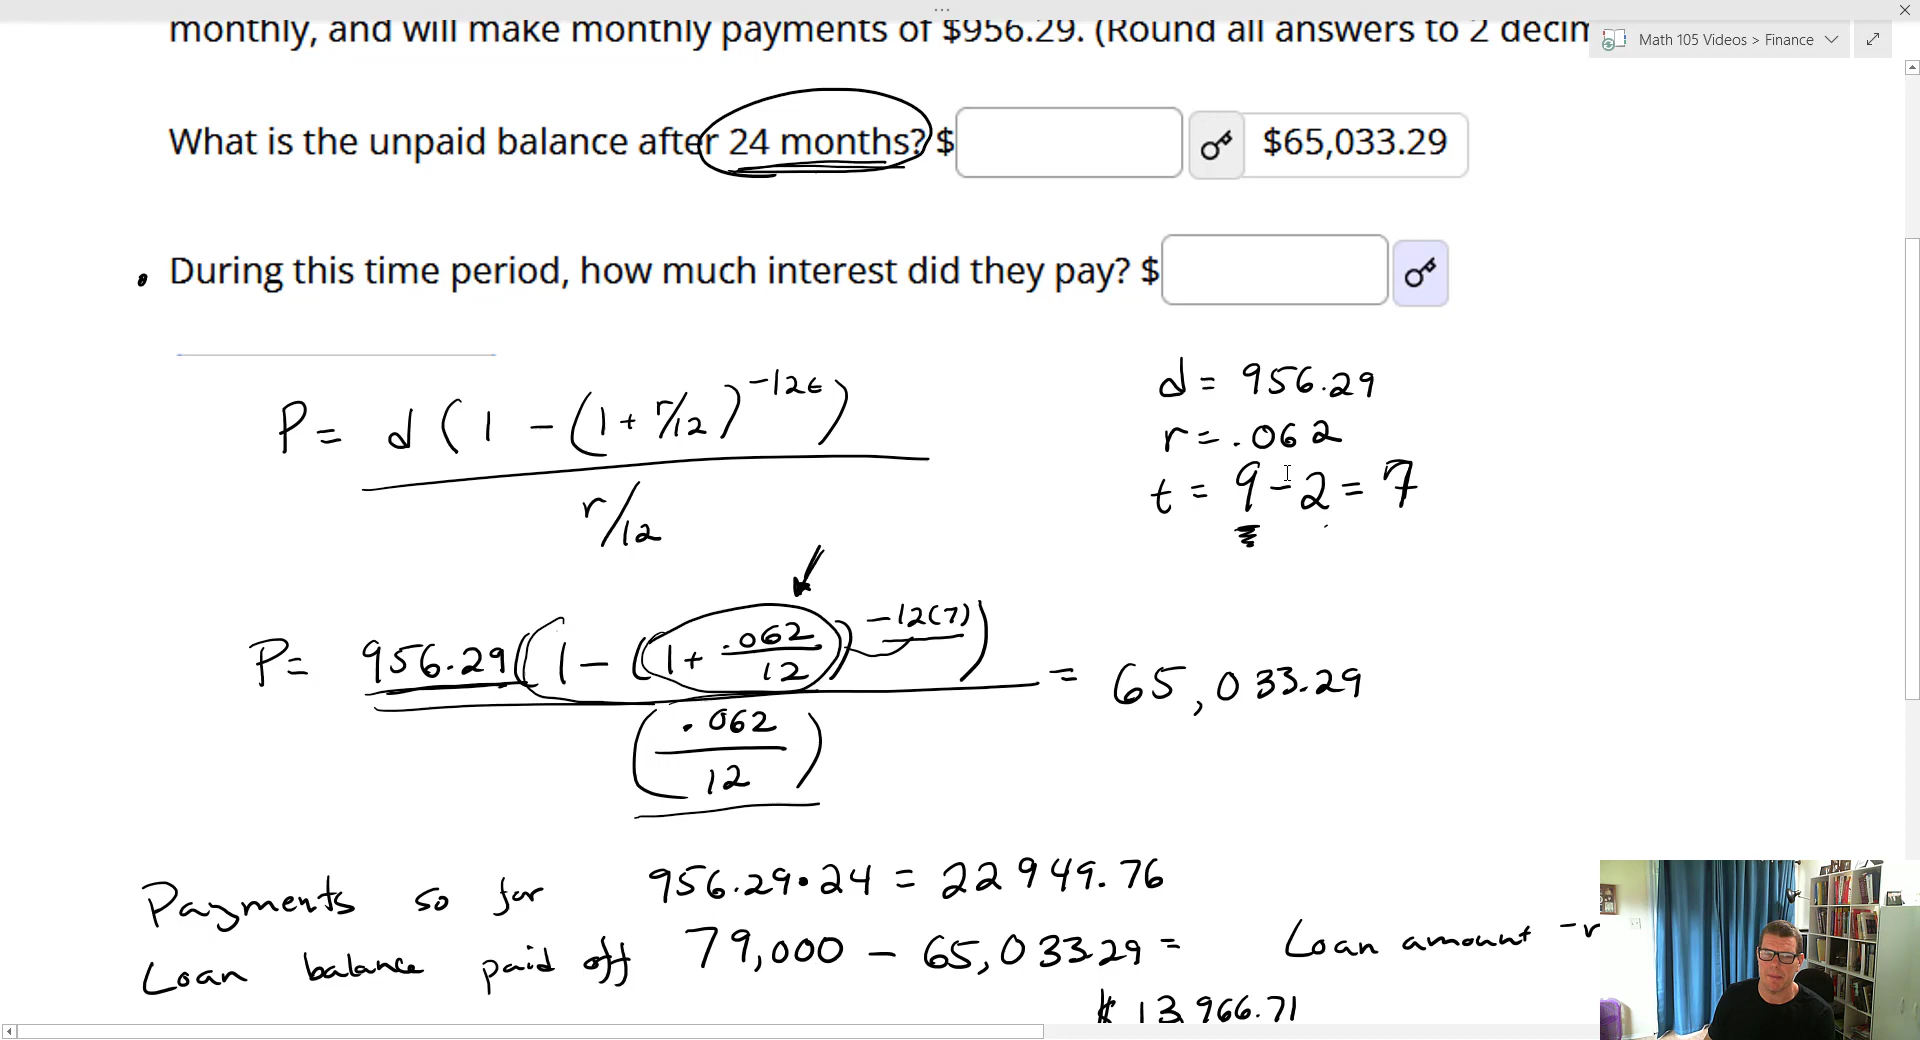 monthly, and will make monthly payments of $956.29. (Round all answers to 2 decim
Math 105 Videos > Finance
What is the unpaid balance after 24 months? $ $65,033.29
During this time period, how much interest did they pay? $
d = 956.29
P = d ( 1 - ( 1 + r/12 )^-12t )
r = .062
t = 9 - 2 = 7
r/12
P = 956.29 ( 1 - ( ( 1 + .062/12 ) )^-12(7) ) = 65,033.29
( .062/12 )
Payments so far 956.29 • 24 = 22949.76
Loan balance paid off 79,000 - 65,033.29 = Loan amount - r
$ 13,966.71